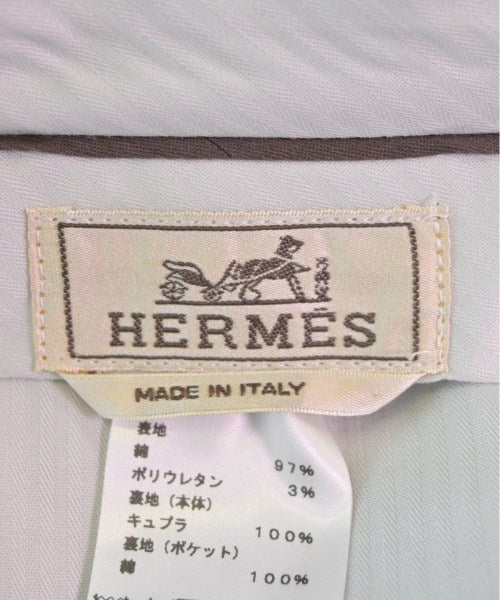 HERMĒS
MADE IN ITALY
表地
綿 97%
ポリウレタン 3%
裏地（本体）
キュプラ 100%
裏地（ポケット）
綿 100%